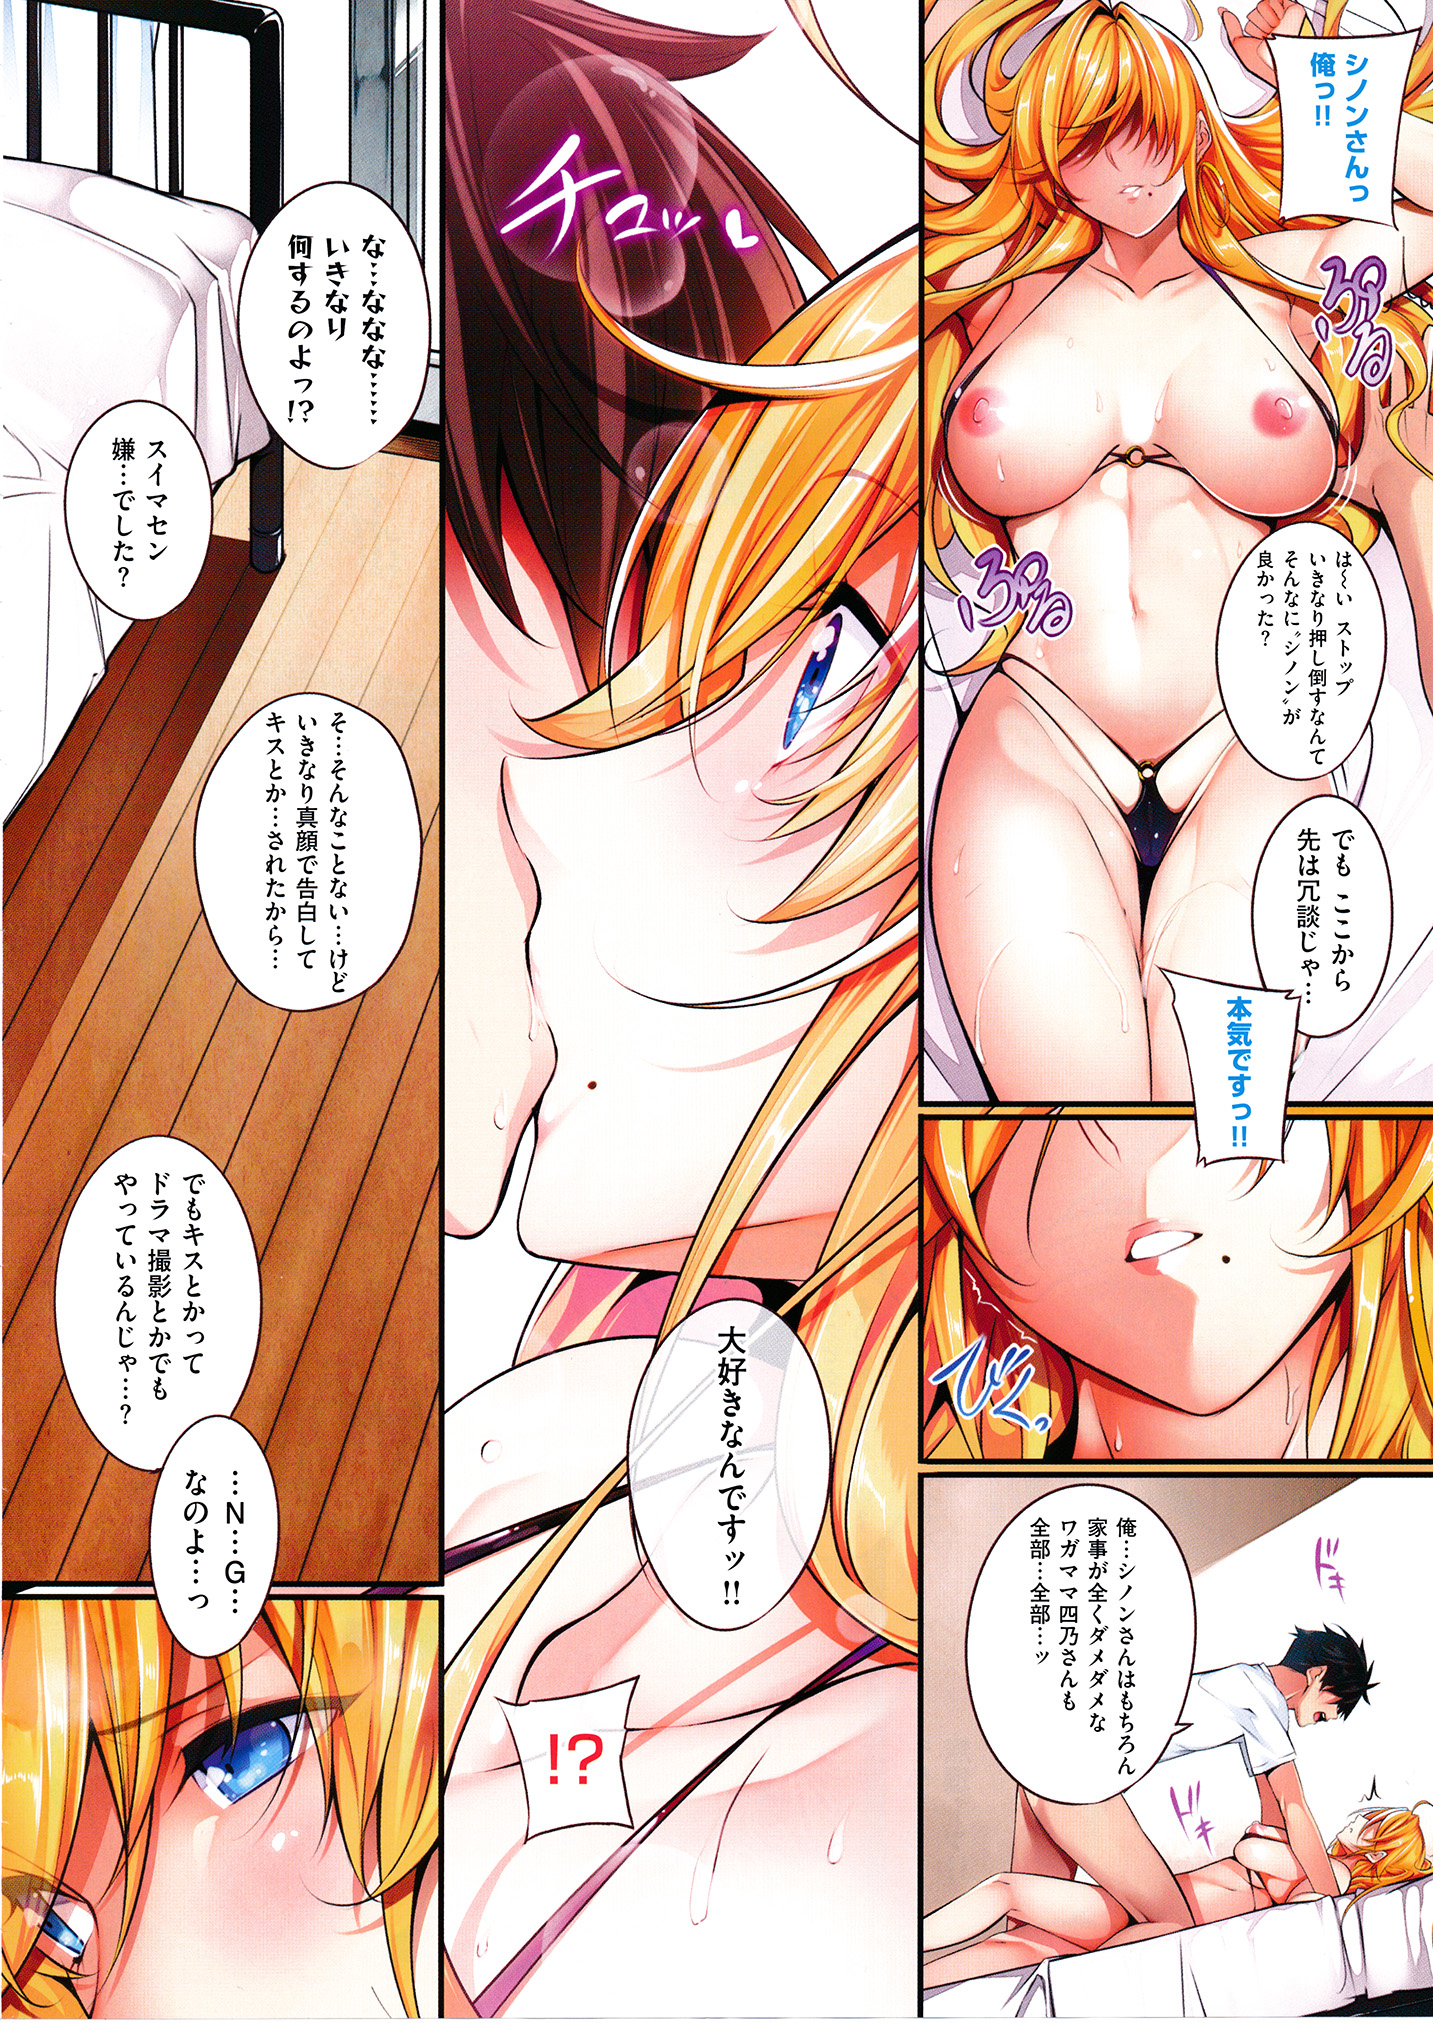 シノンさんっ
俺っ!!
ぷる
ぷる
は〜い ストップ
いきなり押し倒すなんて
そんなに〝シノン〟が
良かった?
でも ここから
先は冗談じゃ…
本気ですっ!!
びくっ
俺…シノンさんはもちろん
家事が全くダメダメな
ワガママ四乃さんも
全部…全部…ッ
ドキ
ドキ
チュッ♡
大好きなんですッ!!
!?
な…ななな……
いきなり
何するのよっ!?
スイマセン
嫌…でした?
そ…そんなことない…けど
いきなり真顔で告白して
キスとか…されたから…
でもキスとかって
ドラマ撮影とかでも
やっているんじゃ…?
…N…G…
なのよ…っ